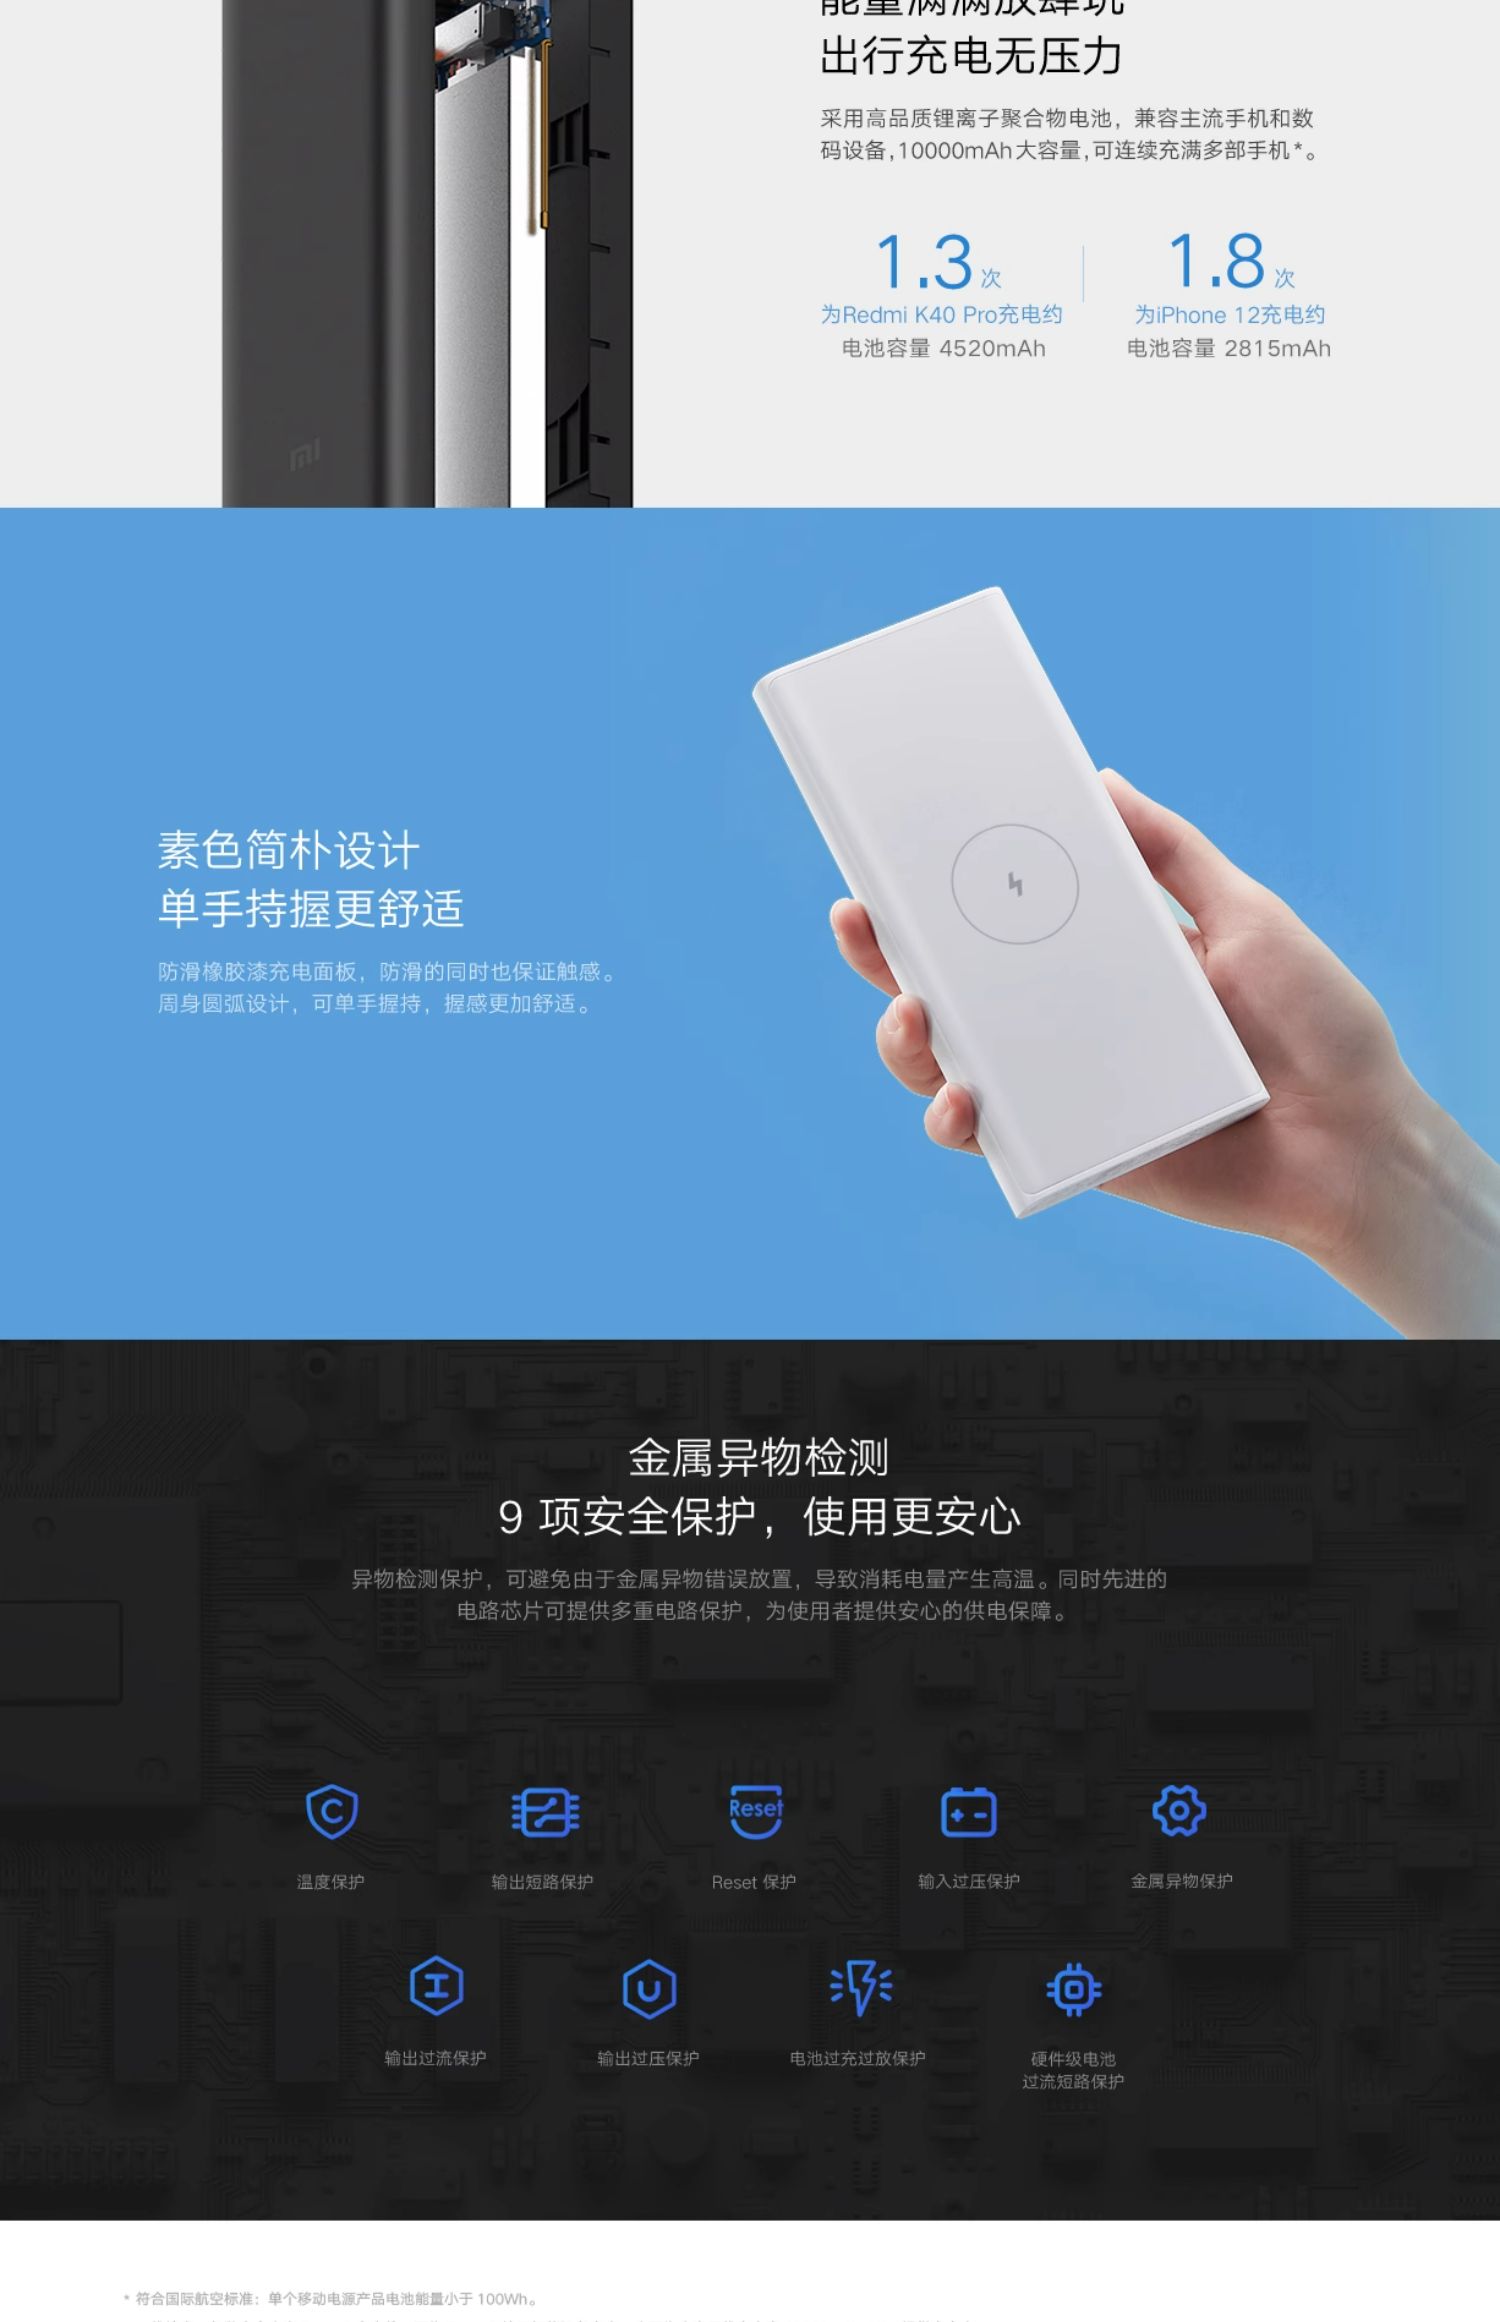 能量满满放肆玩
出行充电无压力
采用高品质锂离子聚合物电池，兼容主流手机和数
码设备,10000mAh大容量,可连续充满多部手机*。
1.3次
1.8次
为Redmi K40 Pro充电约
为iPhone 12充电约
电池容量 4520mAh
电池容量 2815mAh
mi
素色简朴设计
单手持握更舒适
防滑橡胶漆充电面板，防滑的同时也保证触感。
周身圆弧设计，可单手握持，握感更加舒适。
金属异物检测
9 项安全保护，使用更安心
异物检测保护，可避免由于金属异物错误放置，导致消耗电量产生高温。同时先进的
电路芯片可提供多重电路保护，为使用者提供安心的供电保障。
C
Reset
温度保护
输出短路保护
Reset 保护
输入过压保护
金属异物保护
I
U
输出过流保护
输出过压保护
电池过充过放保护
硬件级电池
过流短路保护
* 符合国际航空标准：单个移动电源产品电池能量小于 100Wh。